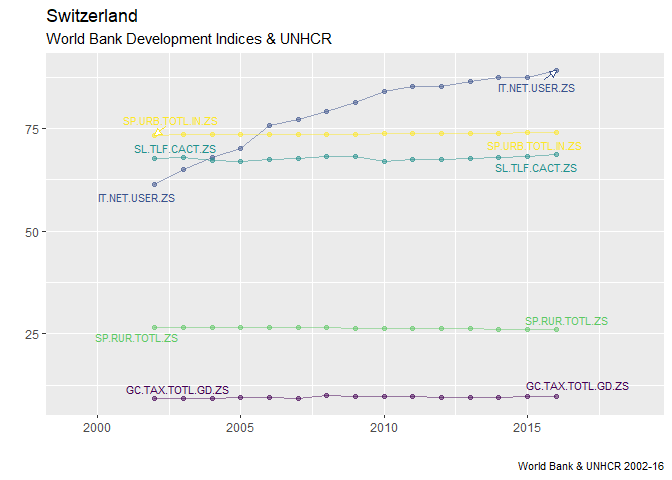 Switzerland
World Bank Development Indices & UNHCR
IT.NET.USER.ZS
SP.URB.TOTL.IN.ZS
75
SP.URB.TOTL.IN.ZS
SL.TLF.CACT.ZS
SL.TLF.CACT.ZS
IT.NET.USER.ZS
50
SP.RUR.TOTL.ZS
SP.RUR.TOTL.ZS
25
GC.TAX.TOTL.GD.ZS
GC.TAX.TOTL.GD.ZS
2000 2005 2010 2015
World Bank & UNHCR 2002-16